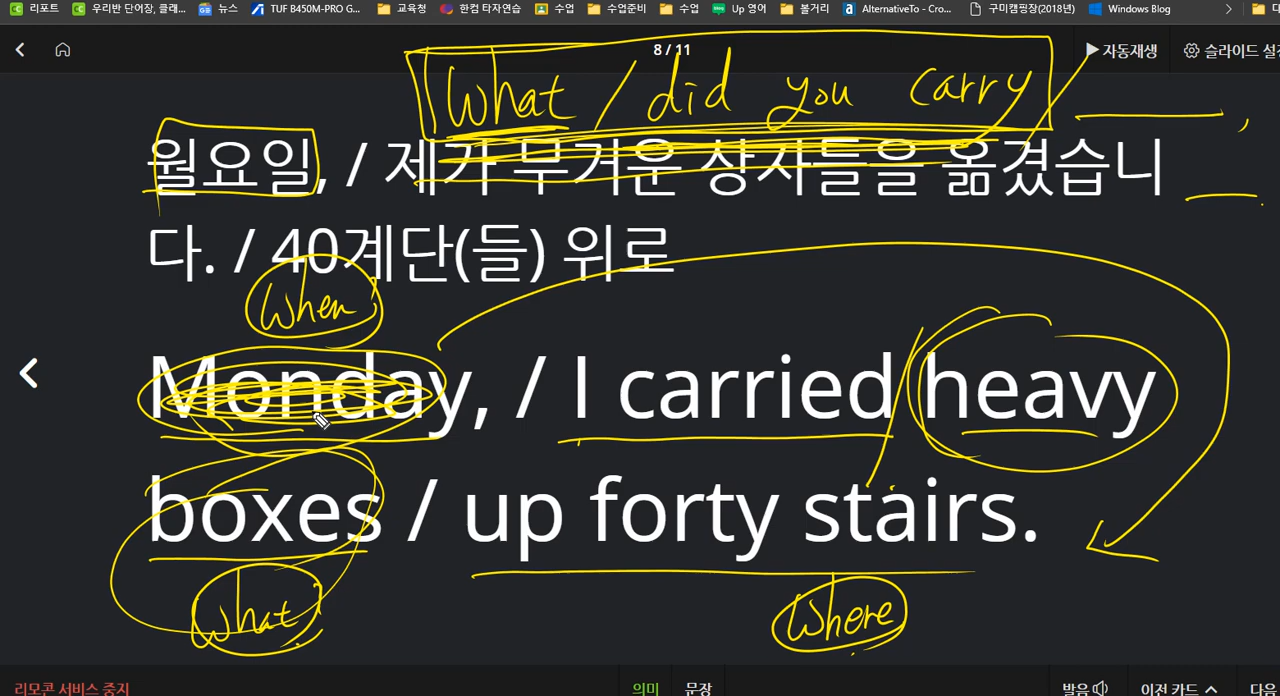 리포트 우리반 단어장, 클래... 뉴스 TUF B450M-PRO G... 교육청 한컴 타자연습 수업 수업준비 수업 Up 영어 볼거리 AlternativeTo - Cro... 구미캠핑장(2018년) Windows Blog
8 / 11 자동재생 슬라이드 설정
What / did you carry
월요일, / 제가 무거운 상자들을 옮겼습니
다. / 40계단(들) 위로
When
Monday, / I carried heavy
boxes / up forty stairs.
What Where
리모콘 서비스 중지 의미 문장 발음 이전 카드 다음